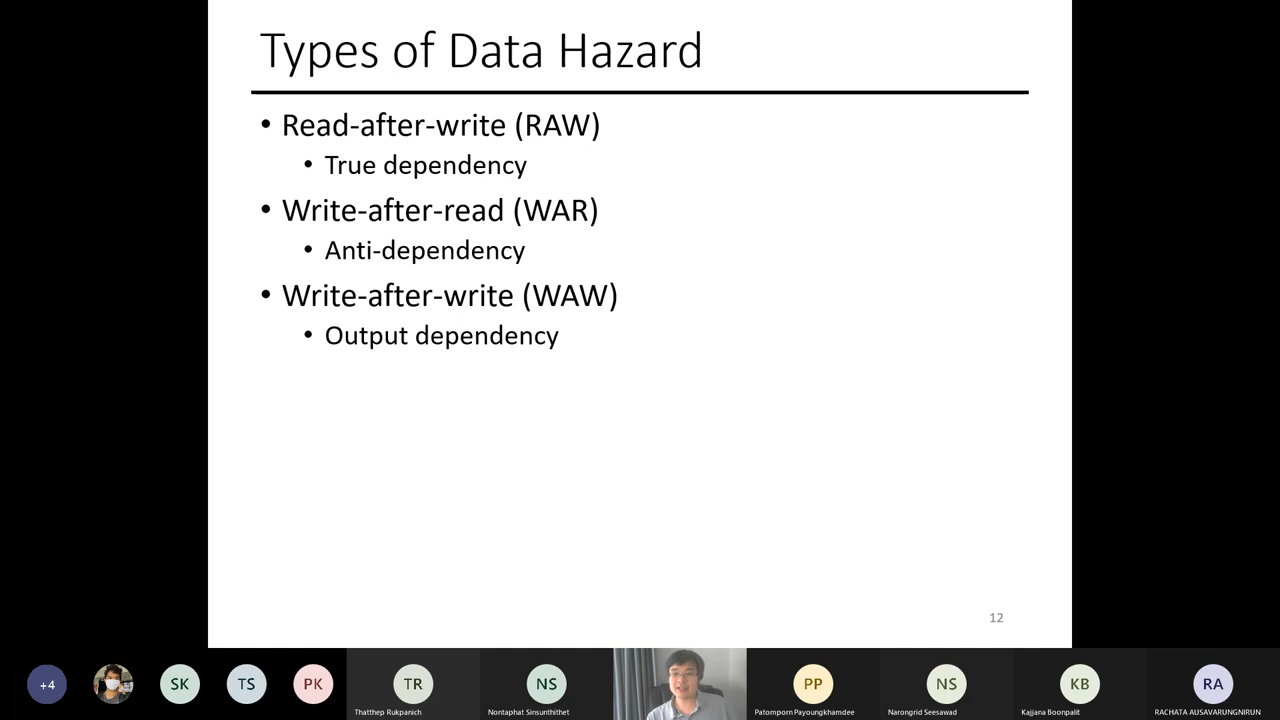 Types of Data Hazard
• Read-after-write (RAW)
• True dependency
• Write-after-read (WAR)
• Anti-dependency
• Write-after-write (WAW)
• Output dependency
12
+4
SK
TS
PK
TR
NS
PP
NS
KB
RA
Thatthep Rukpanich
Nontaphat Sinsunthithet
Patomporn Payoungkhamdee
Narongrid Seesawad
Kajjana Boonpalit
RACHATA AUSAVARUNGNIRUN